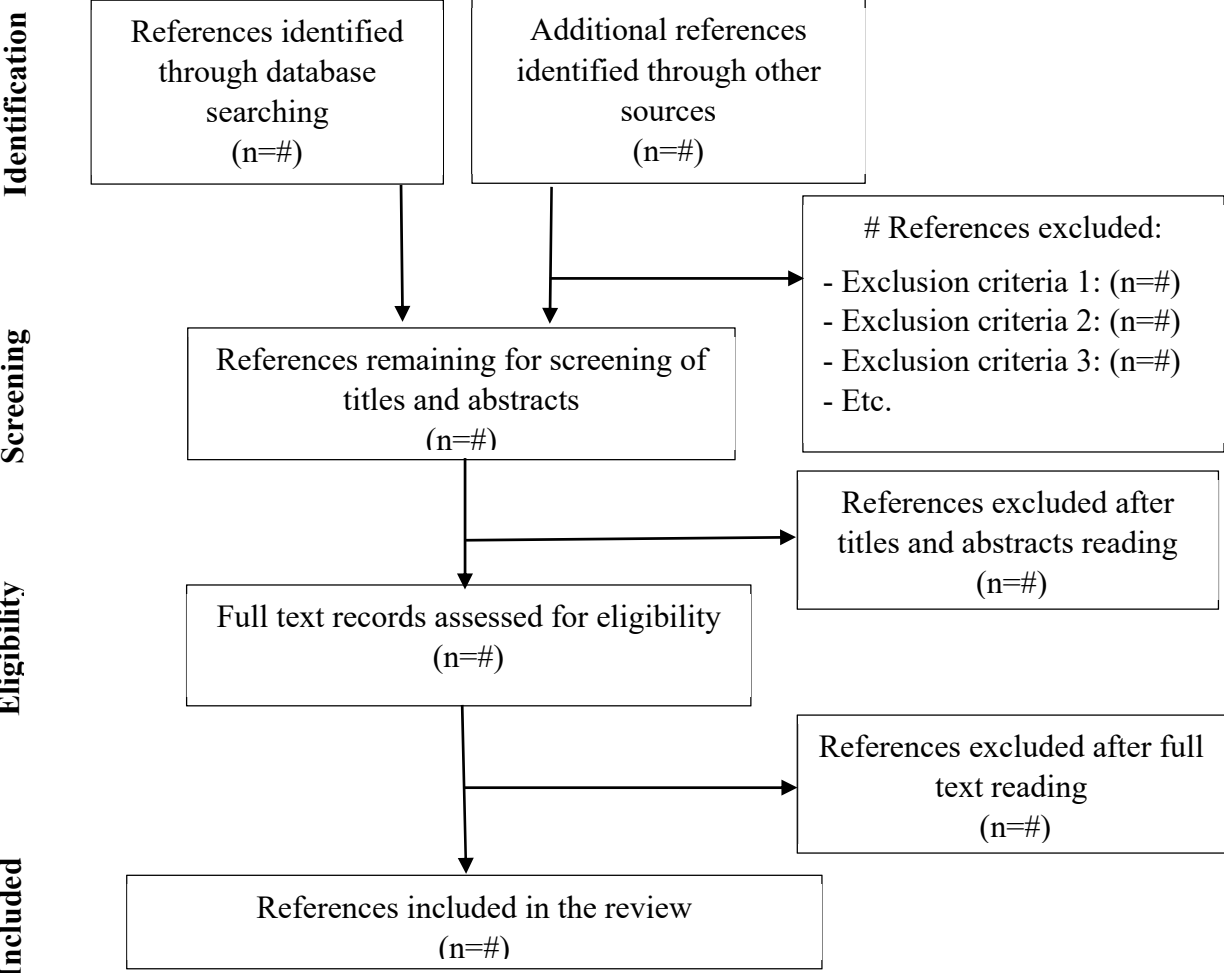 Identification
References identified
through database
searching
(n=#)
Additional references
identified through other
sources
(n=#)
# References excluded:
- Exclusion criteria 1: (n=#)
- Exclusion criteria 2: (n=#)
- Exclusion criteria 3: (n=#)
- Etc.
Screening
References remaining for screening of
titles and abstracts
(n=#)
References excluded after
titles and abstracts reading
(n=#)
Eligibility
Full text records assessed for eligibility
(n=#)
References excluded after full
text reading
(n=#)
Included
References included in the review
(n=#)